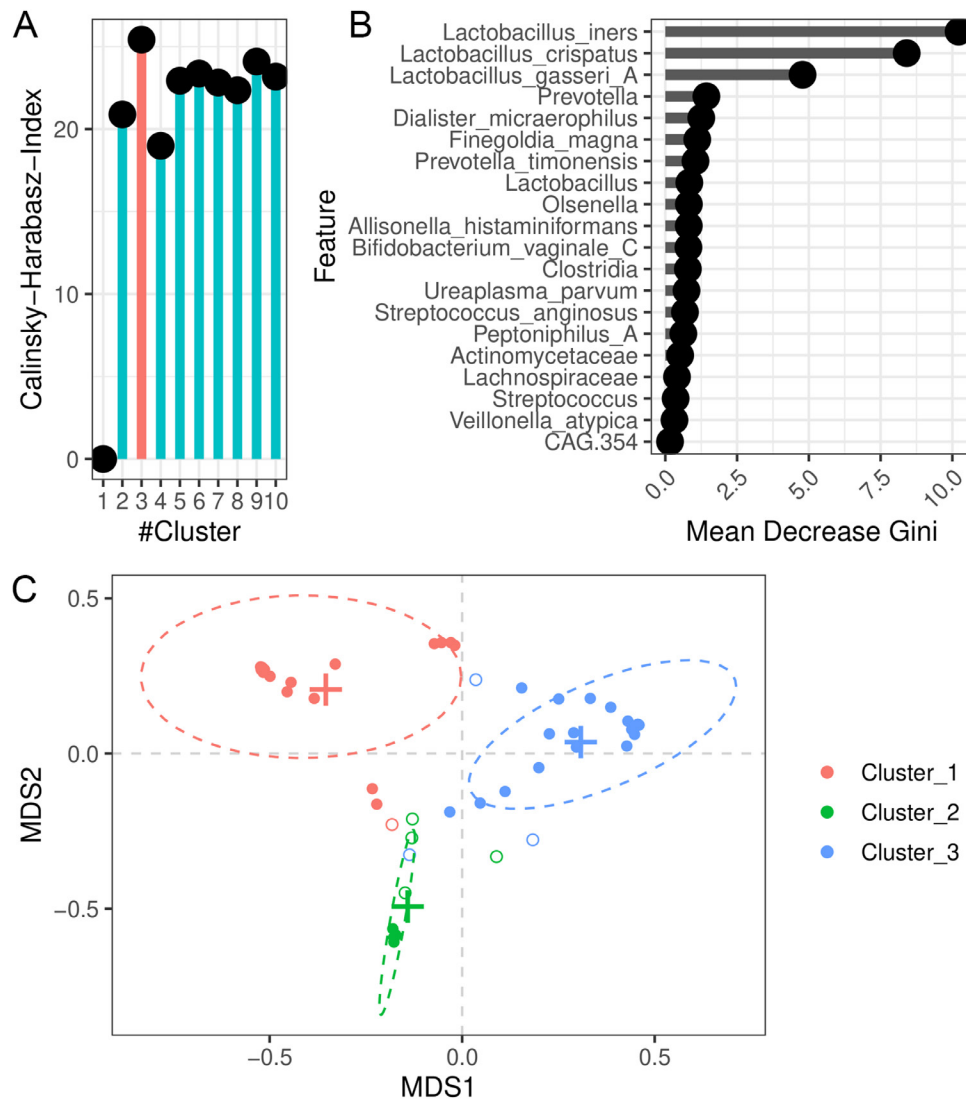 A
Calinsky−Harabasz−Index
20
10
0
1 2 3 4 5 6 7 8 9 10
#Cluster
B
Feature
Lactobacillus_iners
Lactobacillus_crispatus
Lactobacillus_gasseri_A
Prevotella
Dialister_micraerophilus
Finegoldia_magna
Prevotella_timonensis
Lactobacillus
Olsenella
Allisonella_histaminiformans
Bifidobacterium_vaginale_C
Clostridia
Ureaplasma_parvum
Streptococcus_anginosus
Peptoniphilus_A
Actinomycetaceae
Lachnospiraceae
Streptococcus
Veillonella_atypica
CAG.354
0.0 2.5 5.0 7.5 10.0
Mean Decrease Gini
C
MDS2
0.5
0.0
−0.5
−0.5 0.0 0.5
MDS1
Cluster_1
Cluster_2
Cluster_3